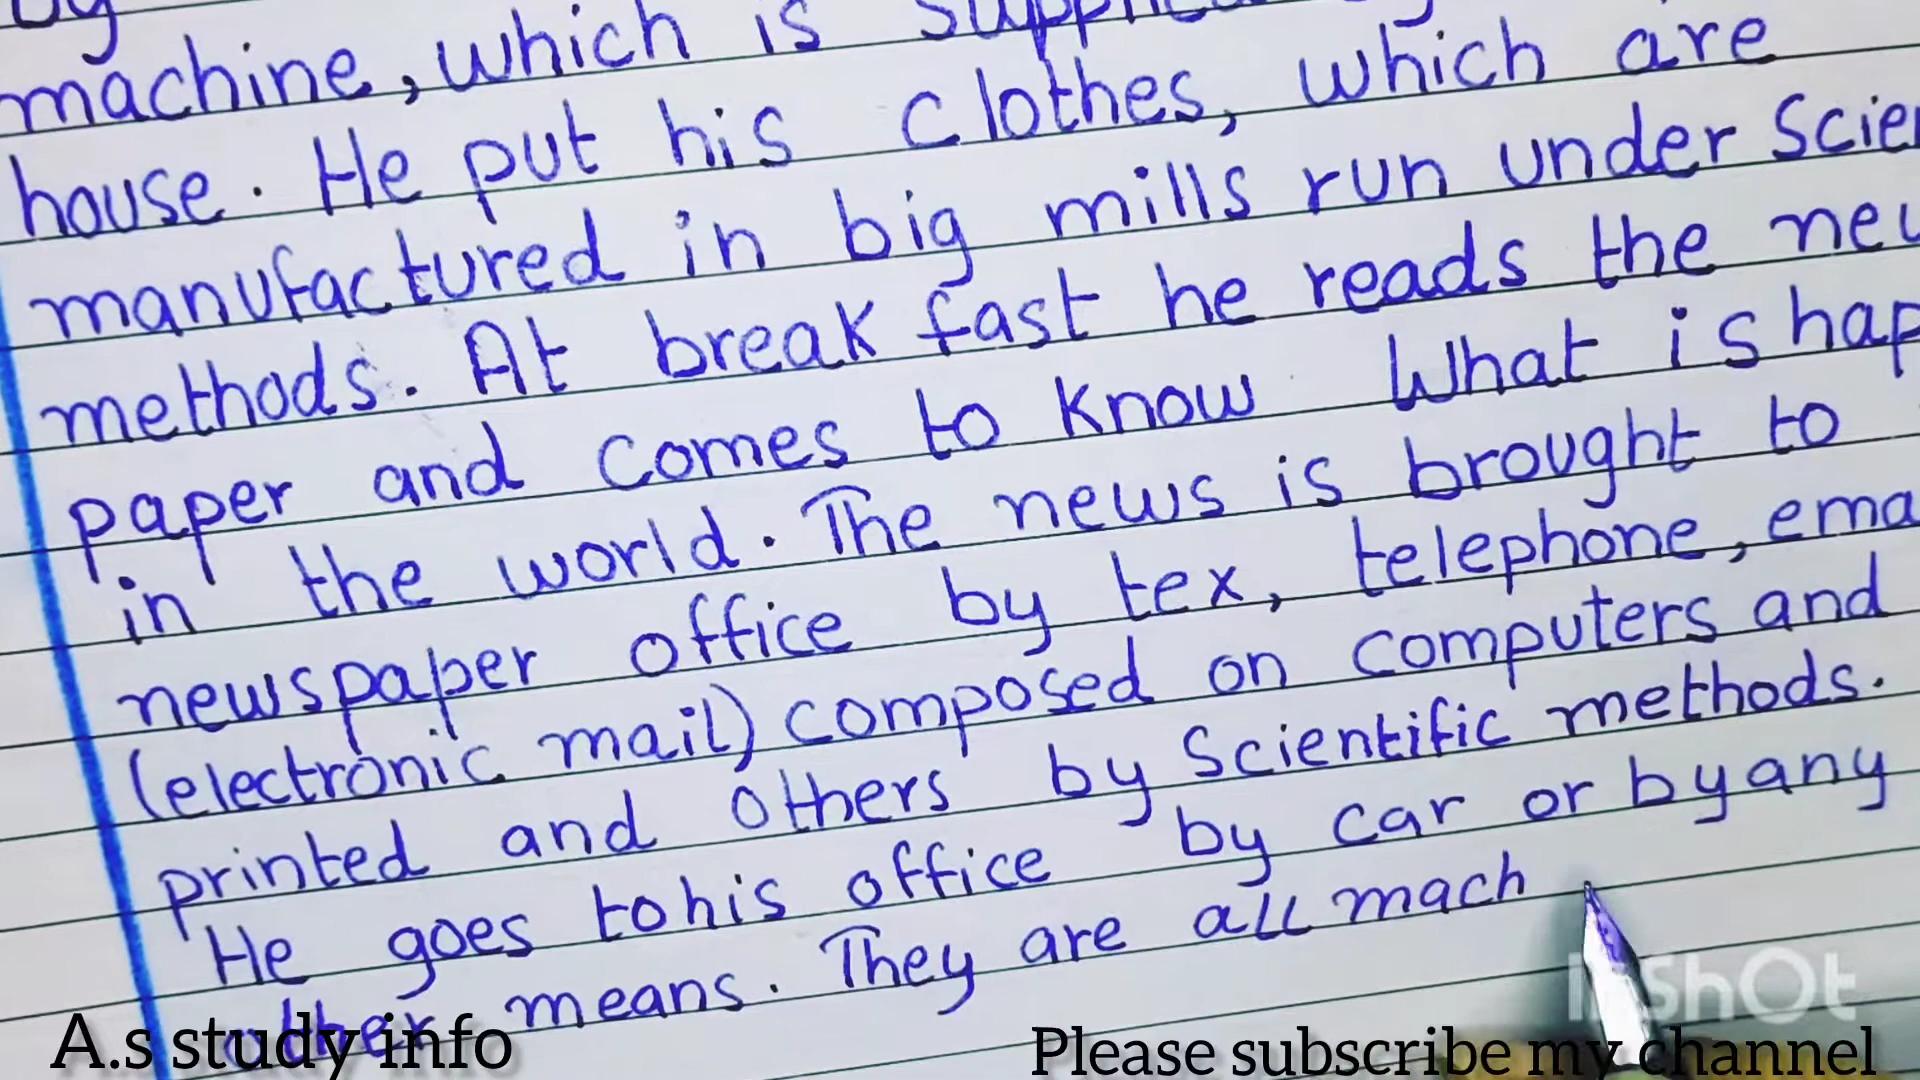 by
machine, which is
house. He put his clothes, which are
manufactured in big mills run under Scien
methods. At break fast he reads the new
paper and comes to know What is hap
in the world. The news is brought to
newspaper office by tex, telephone, ema
(electronic mail) composed on computers and
printed and others by Scientific methods.
He goes to his office by car or by any
other means. They are all mach
InShOt
A.s study info
Please subscribe my channel